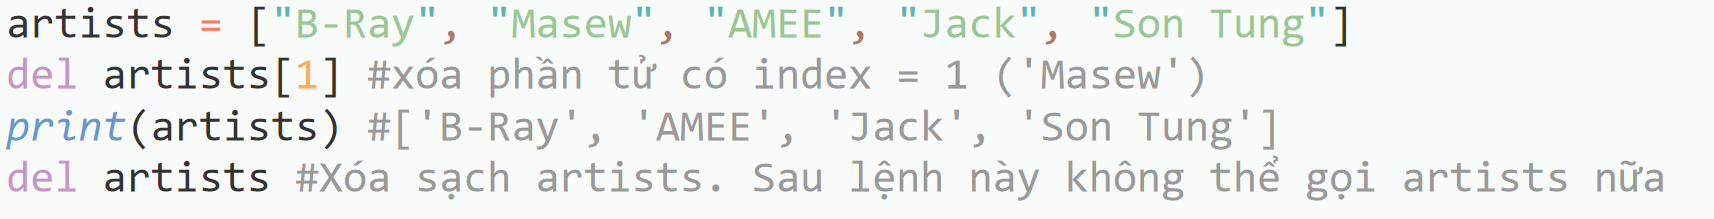 artists = ["B-Ray", "Masew", "AMEE", "Jack", "Son Tung"]
del artists[1] #xóa phần tử có index = 1 ('Masew')
print(artists) #['B-Ray', 'AMEE', 'Jack', 'Son Tung']
del artists #Xóa sạch artists. Sau lệnh này không thể gọi artists nữa